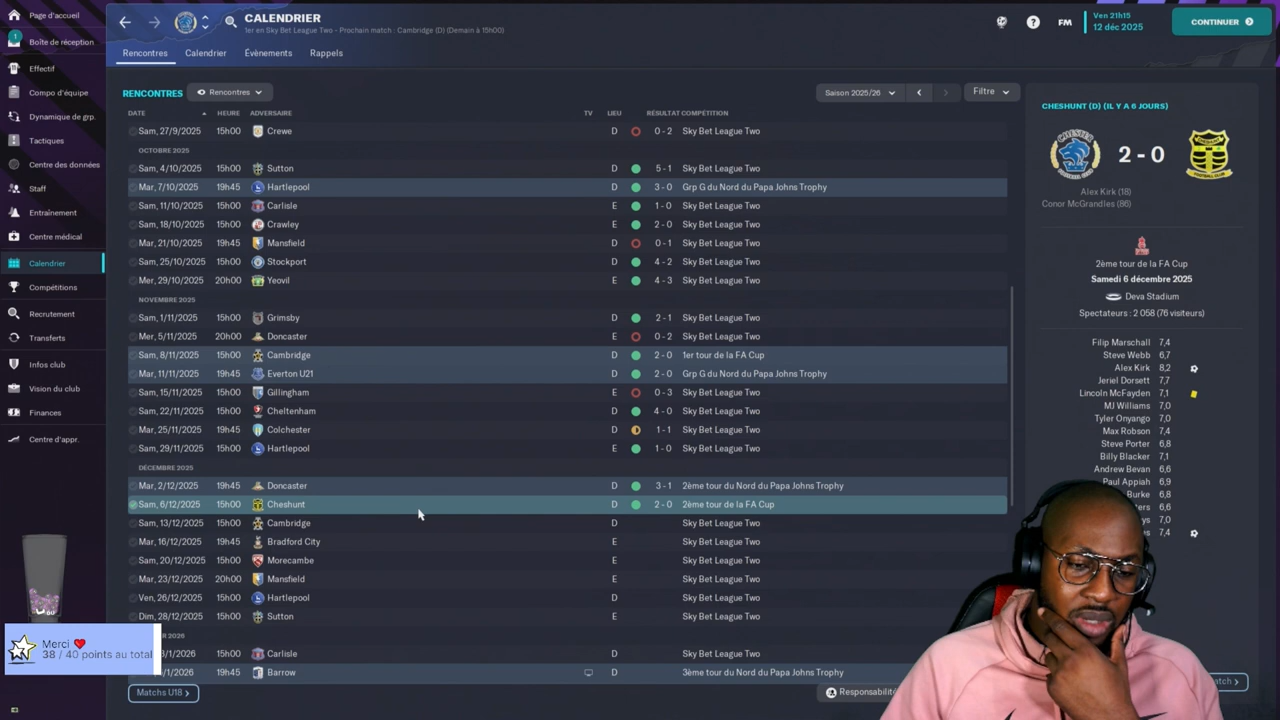 Page d'accueil
1
Boîte de réception
Effectif
Compo d'équipe
Dynamique de grp.
Tactiques
Centre des données
Staff
Entraînement
Centre médical
Calendrier
Compétitions
Recrutement
Transferts
Infos club
Vision du club
Finances
Centre d'appr.
CALENDRIER
1er en Sky Bet League Two - Prochain match : Cambridge (D) (Demain à 15h00)
FM
Ven 21h15
12 déc 2025
CONTINUER
Rencontres Calendrier Évènements Rappels
RENCONTRES
Rencontres
Saison 2025/26
Filtre
DATE HEURE ADVERSAIRE TV LIEU RÉSULTAT COMPÉTITION
Sam, 27/9/2025 15h00 Crewe D 0 - 2 Sky Bet League Two
OCTOBRE 2025
Sam, 4/10/2025 15h00 Sutton D 5 - 1 Sky Bet League Two
Mar, 7/10/2025 19h45 Hartlepool D 3 - 0 Grp G du Nord du Papa Johns Trophy
Sam, 11/10/2025 15h00 Carlisle E 1 - 0 Sky Bet League Two
Sam, 18/10/2025 15h00 Crawley E 2 - 0 Sky Bet League Two
Mar, 21/10/2025 19h45 Mansfield D 0 - 1 Sky Bet League Two
Sam, 25/10/2025 15h00 Stockport D 4 - 2 Sky Bet League Two
Mer, 29/10/2025 20h00 Yeovil E 4 - 3 Sky Bet League Two
NOVEMBRE 2025
Sam, 1/11/2025 15h00 Grimsby D 2 - 1 Sky Bet League Two
Mer, 5/11/2025 20h00 Doncaster E 0 - 2 Sky Bet League Two
Sam, 8/11/2025 15h00 Cambridge D 2 - 0 1er tour de la FA Cup
Mar, 11/11/2025 19h45 Everton U21 D 2 - 0 Grp G du Nord du Papa Johns Trophy
Sam, 15/11/2025 15h00 Gillingham E 0 - 3 Sky Bet League Two
Sam, 22/11/2025 15h00 Cheltenham D 4 - 0 Sky Bet League Two
Mar, 25/11/2025 19h45 Colchester D 1 - 1 Sky Bet League Two
Sam, 29/11/2025 15h00 Hartlepool E 1 - 0 Sky Bet League Two
DÉCEMBRE 2025
Mar, 2/12/2025 19h45 Doncaster D 3 - 1 2ème tour du Nord du Papa Johns Trophy
Sam, 6/12/2025 15h00 Cheshunt D 2 - 0 2ème tour de la FA Cup
Sam, 13/12/2025 15h00 Cambridge D Sky Bet League Two
Mar, 16/12/2025 19h45 Bradford City E Sky Bet League Two
Sam, 20/12/2025 15h00 Morecambe E Sky Bet League Two
Mar, 23/12/2025 20h00 Mansfield E Sky Bet League Two
Ven, 26/12/2025 15h00 Hartlepool D Sky Bet League Two
Dim, 28/12/2025 15h00 Sutton E Sky Bet League Two
2026
/1/2026 15h00 Carlisle D Sky Bet League Two
/1/2026 19h45 Barrow D 3ème tour du Nord du Papa Johns Trophy
Matchs U18
Merci
38 / 40 points au total
CHESHUNT (D) (IL Y A 6 JOURS)
CHESTER
2 - 0
Alex Kirk (18)
Conor McGrandles (86)
2ème tour de la FA Cup
Samedi 6 décembre 2025
Deva Stadium
Spectateurs : 2 058 (76 visiteurs)
Filip Marschall 7,4
Steve Webb 6,7
Alex Kirk 8,2
Jeriel Dorsett 7,7
Lincoln McFayden 7,1
MJ Williams 7,0
Tyler Onyango 7,0
Max Robson 7,4
Steve Porter 6,8
Billy Blacker 7,1
Andrew Bevan 6,6
Paul Appiah 6,9
Burke 6,8
6,6
7,0
7,4